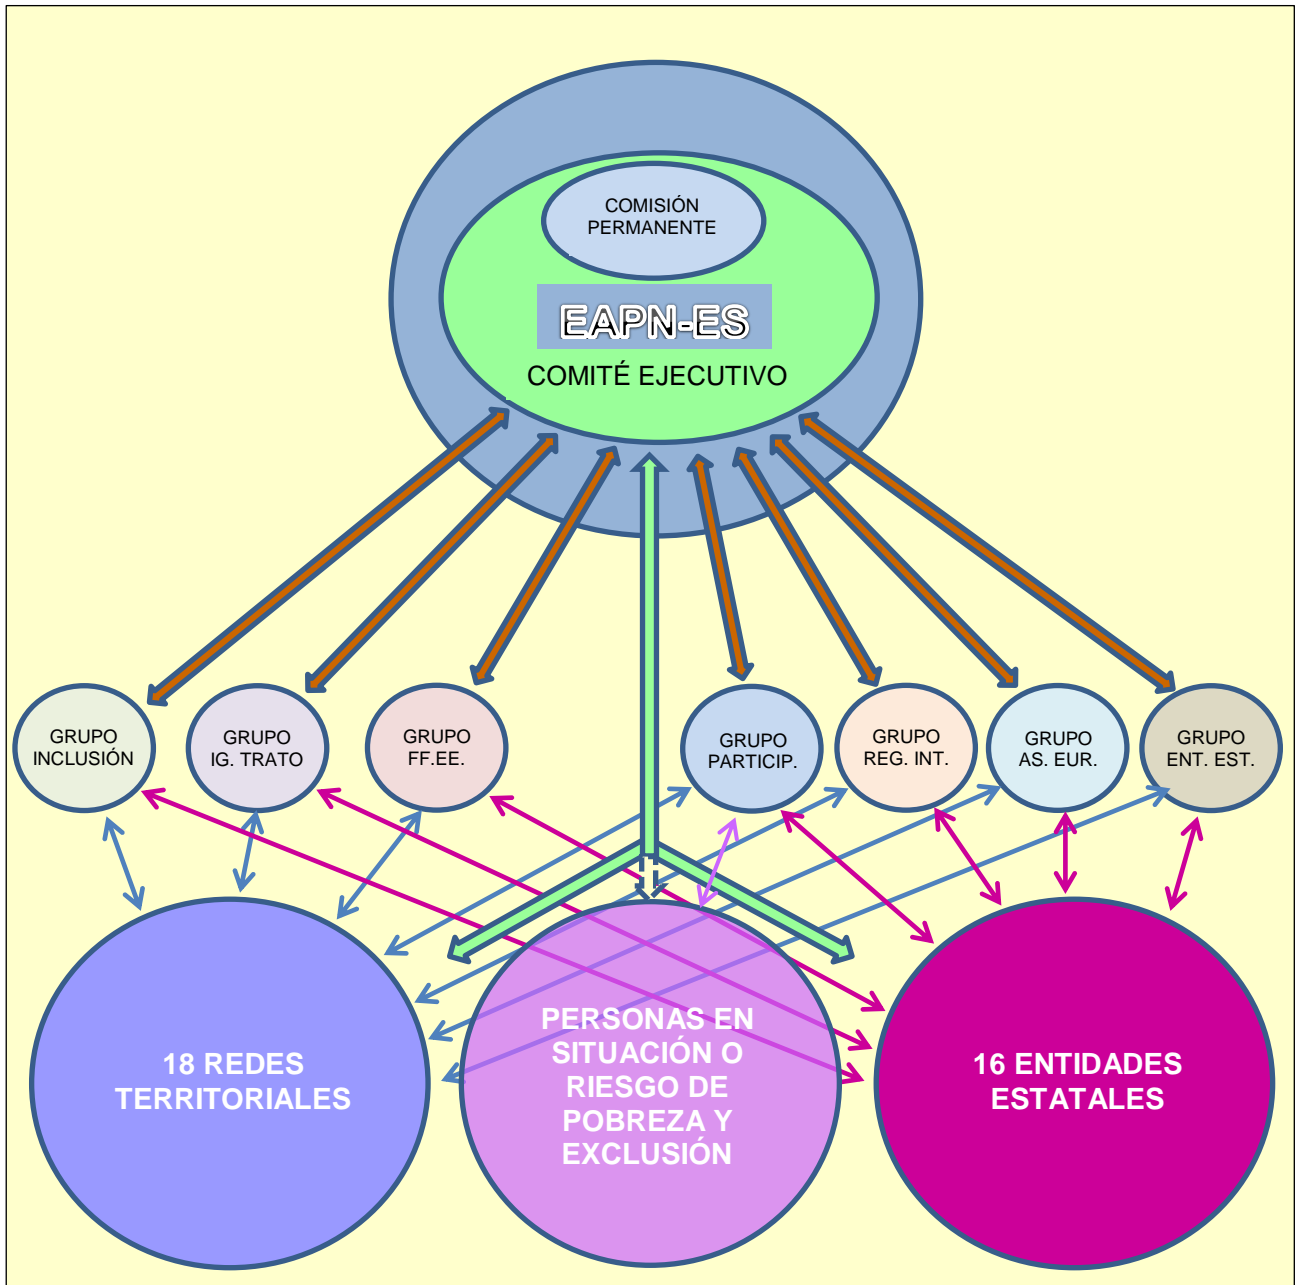 COMISIÓN
PERMANENTE
EAPN-ES
COMITÉ EJECUTIVO
GRUPO
INCLUSIÓN
GRUPO
IG. TRATO
GRUPO
FF.EE.
GRUPO
PARTICIP.
GRUPO
REG. INT.
GRUPO
AS. EUR.
GRUPO
ENT. EST.
18 REDES
TERRITORIALES
PERSONAS EN
SITUACIÓN O
RIESGO DE
POBREZA Y
EXCLUSIÓN
16 ENTIDADES
ESTATALES